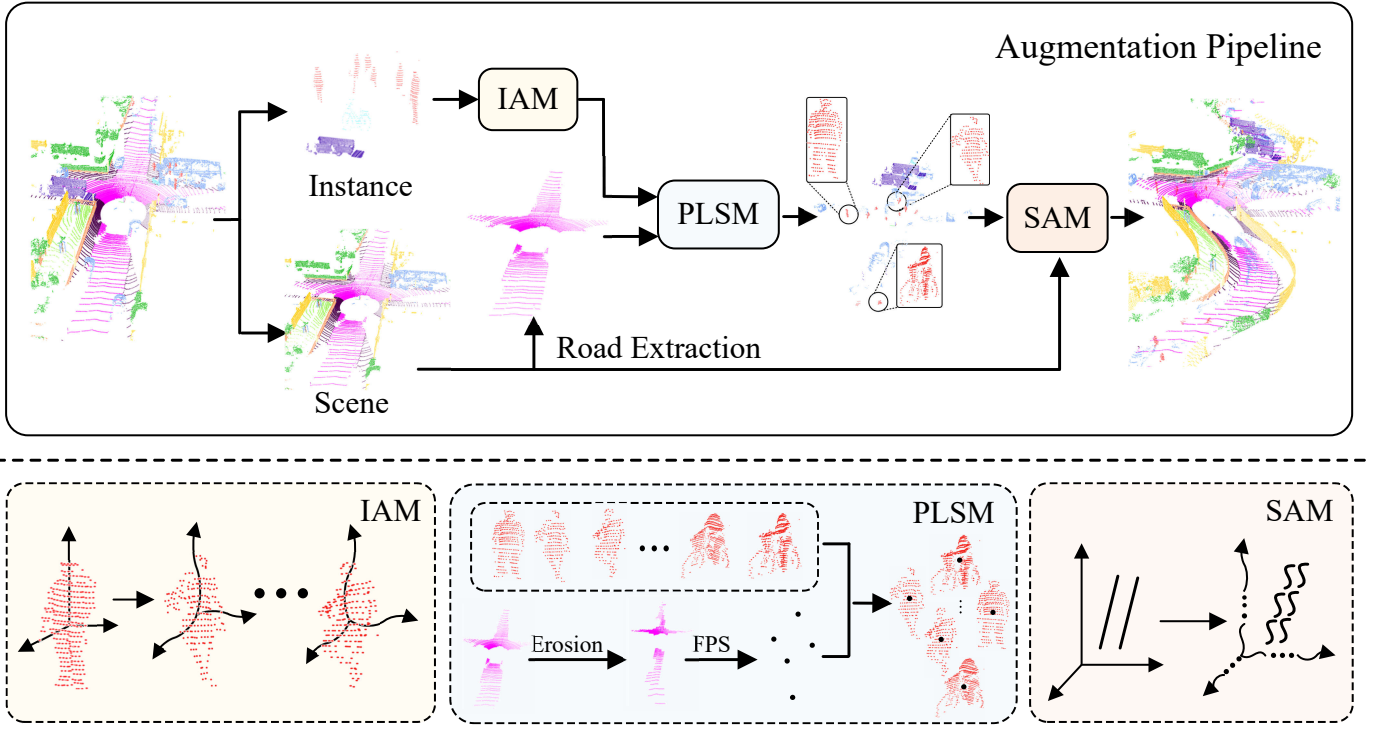 Augmentation Pipeline
IAM
Instance
PLSM
SAM
Road Extraction
Scene
IAM
PLSM
SAM
Erosion
FPS